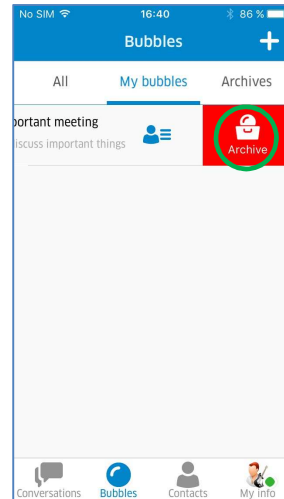 No SIM 16:40 86 %
Bubbles +
All My bubbles Archives
portant meeting
iscuss important things
Archive
Conversations Bubbles Contacts My info